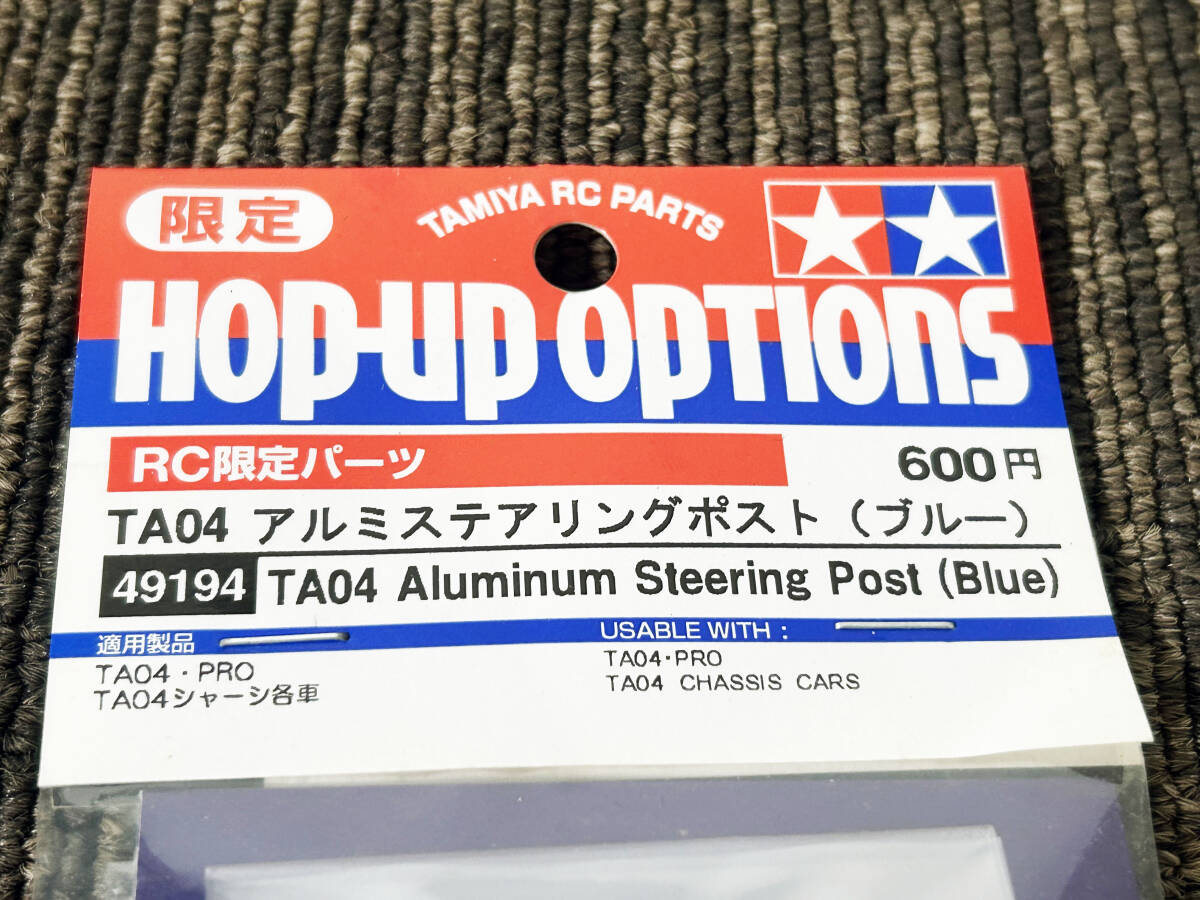 限定
TAMIYA RC PARTS
HOP-UP OPTIONS
RC限定パーツ
600円
TA04 アルミステアリングポスト（ブルー）
49194 TA04 Aluminum Steering Post (Blue)
適用製品
TA04・PRO
TA04シャーシ各車
USABLE WITH :
TA04・PRO
TA04 CHASSIS CARS